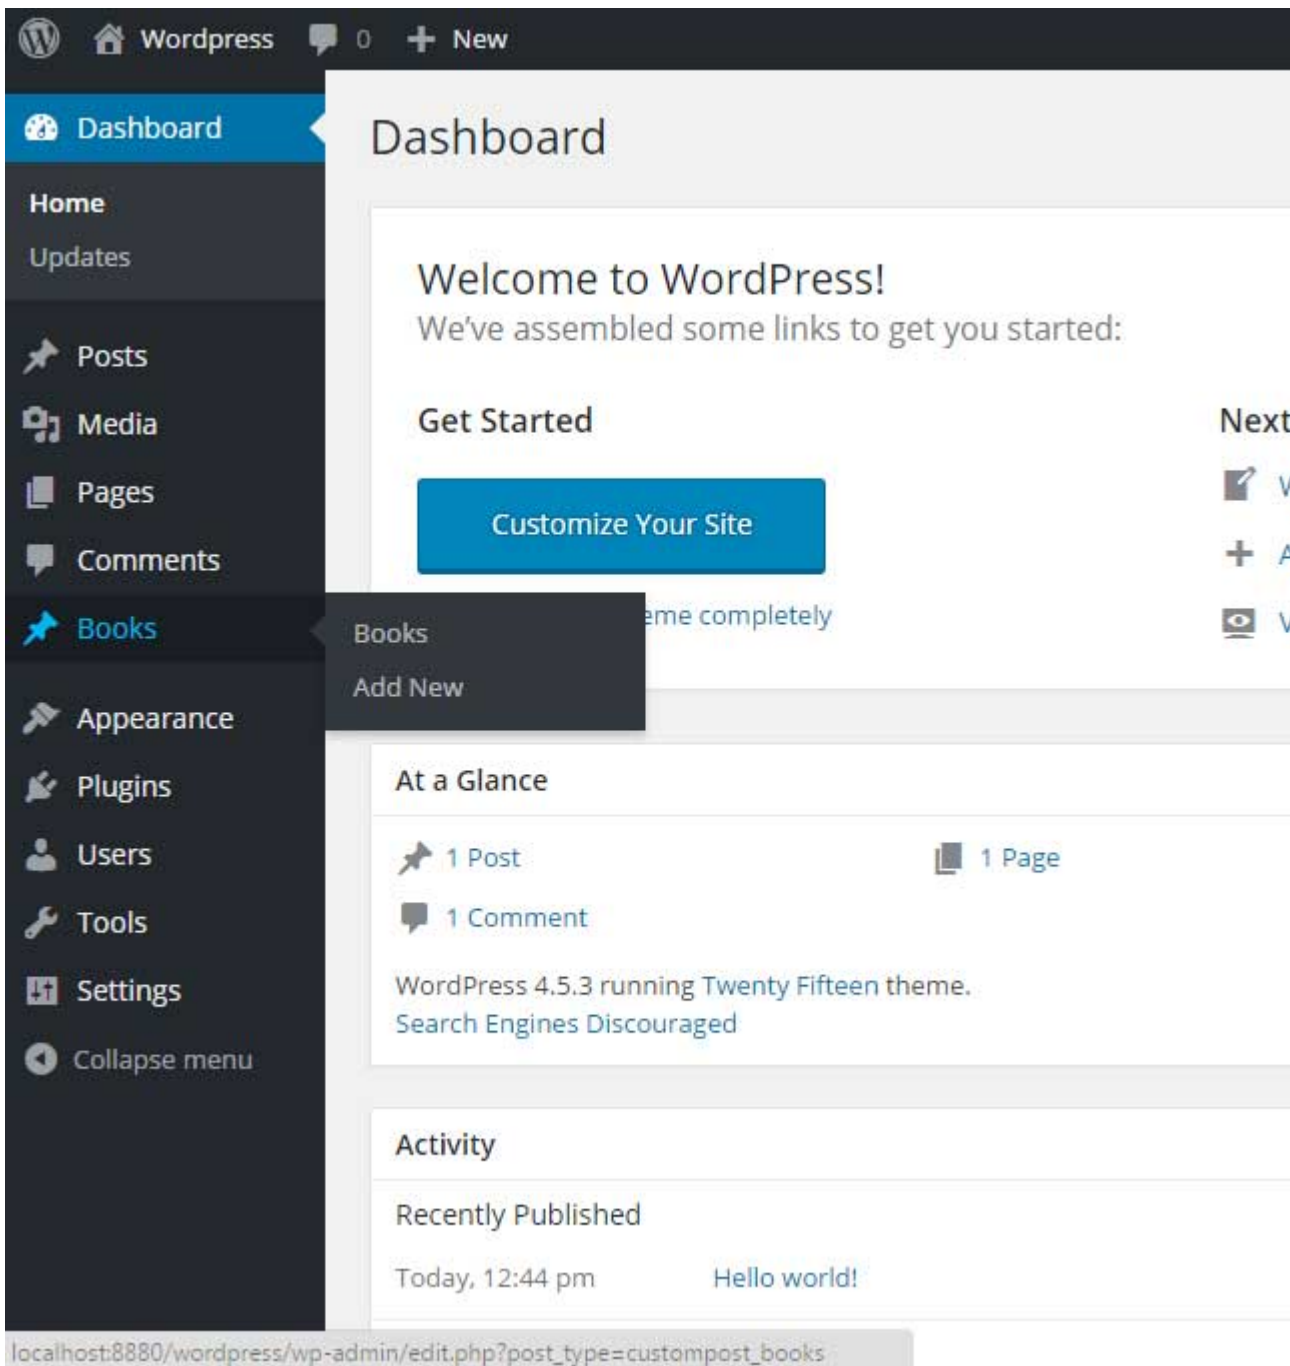 Wordpress 0 New
Dashboard
Home
Updates
Posts
Media
Pages
Comments
Books
Appearance
Plugins
Users
Tools
Settings
Collapse menu
Books
Add New
Dashboard
Welcome to WordPress!
We've assembled some links to get you started:
Get Started
Customize Your Site
eme completely
Next
W
A
V
At a Glance
1 Post
1 Page
1 Comment
WordPress 4.5.3 running Twenty Fifteen theme.
Search Engines Discouraged
Activity
Recently Published
Today, 12:44 pm Hello world!
localhost:8880/wordpress/wp-admin/edit.php?post_type=custompost_books